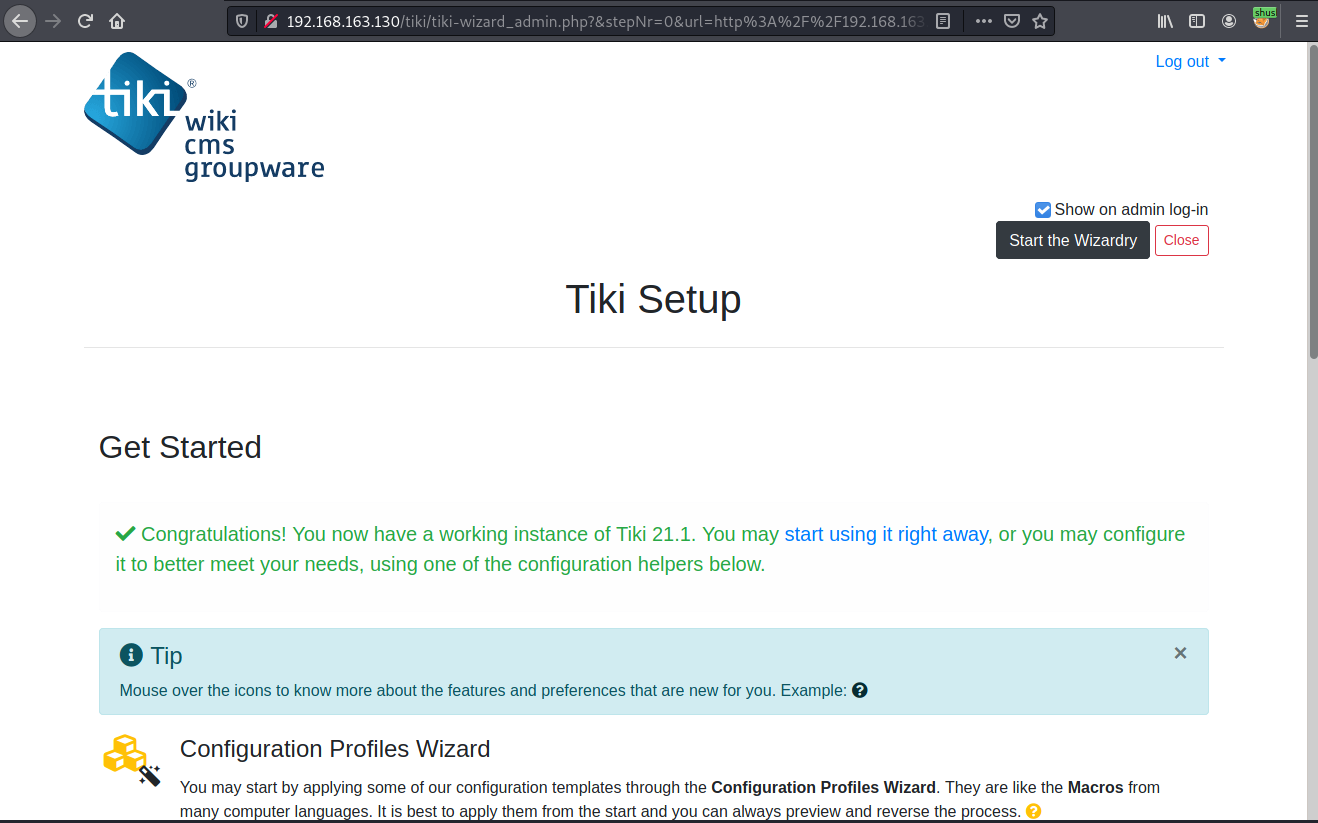 shus
192.168.163.130/tiki/tiki-wizard_admin.php?&stepNr=0&url=http%3A%2F%2F192.168.163
Log out
tiki®
wiki
cms
groupware
Show on admin log-in
Start the Wizardry Close
Tiki Setup
Get Started
Congratulations! You now have a working instance of Tiki 21.1. You may start using it right away, or you may configure
it to better meet your needs, using one of the configuration helpers below.
Tip
Mouse over the icons to know more about the features and preferences that are new for you. Example:
Configuration Profiles Wizard
You may start by applying some of our configuration templates through the Configuration Profiles Wizard. They are like the Macros from
many computer languages. It is best to apply them from the start and you can always preview and reverse the process.